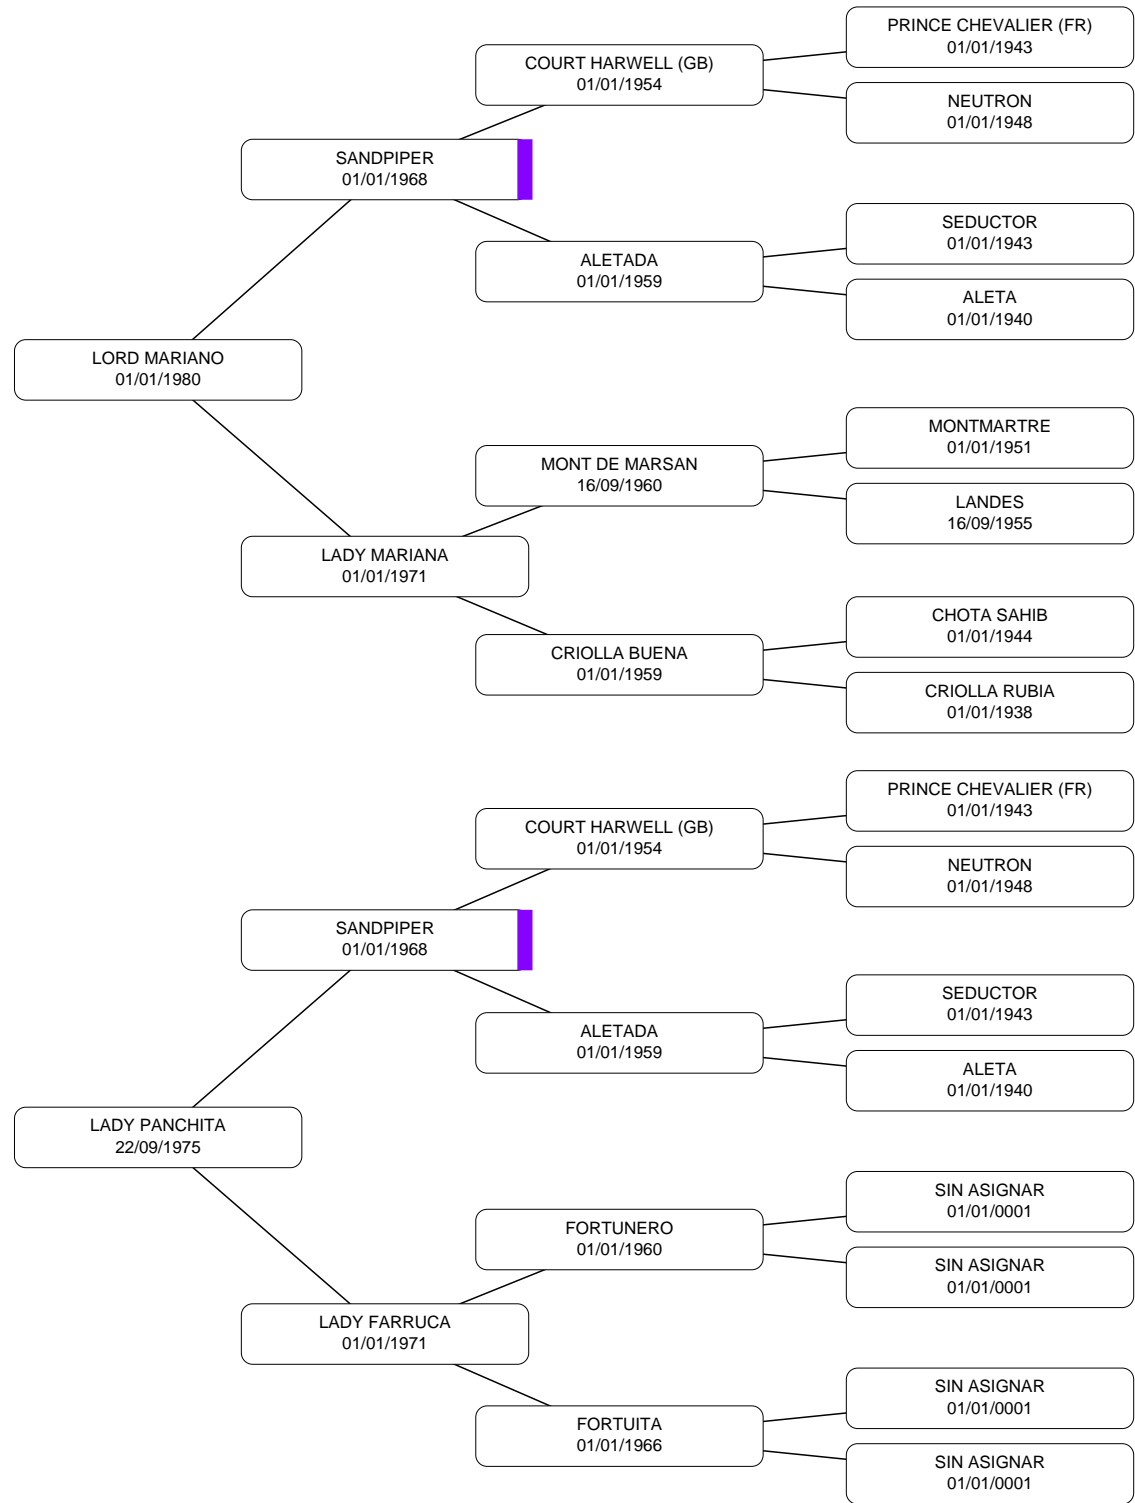 PRINCE CHEVALIER (FR)
01/01/1943
COURT HARWELL (GB)
01/01/1954
NEUTRON
01/01/1948
SANDPIPER
01/01/1968
SEDUCTOR
01/01/1943
ALETADA
01/01/1959
ALETA
01/01/1940
LORD MARIANO
01/01/1980
MONTMARTRE
01/01/1951
MONT DE MARSAN
16/09/1960
LANDES
16/09/1955
LADY MARIANA
01/01/1971
CHOTA SAHIB
01/01/1944
CRIOLLA BUENA
01/01/1959
CRIOLLA RUBIA
01/01/1938
PRINCE CHEVALIER (FR)
01/01/1943
COURT HARWELL (GB)
01/01/1954
NEUTRON
01/01/1948
SANDPIPER
01/01/1968
SEDUCTOR
01/01/1943
ALETADA
01/01/1959
ALETA
01/01/1940
LADY PANCHITA
22/09/1975
SIN ASIGNAR
01/01/0001
FORTUNERO
01/01/1960
SIN ASIGNAR
01/01/0001
LADY FARRUCA
01/01/1971
SIN ASIGNAR
01/01/0001
FORTUITA
01/01/1966
SIN ASIGNAR
01/01/0001